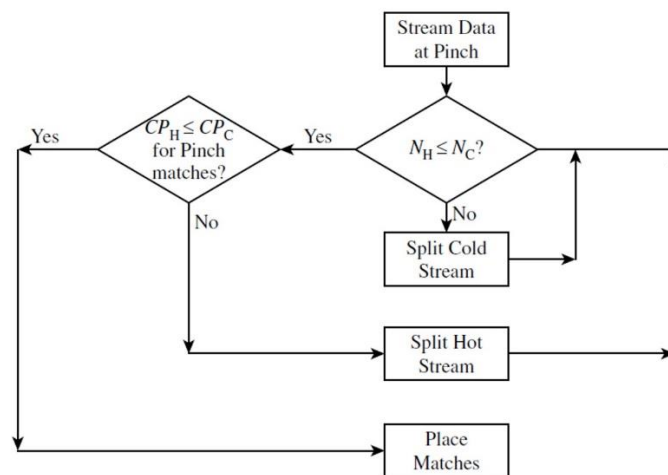 Stream Data
at Pinch
CP_H ≤ CP_C
for Pinch
matches?
Yes
Yes
N_H ≤ N_C?
No
No
Split Cold
Stream
Split Hot
Stream
Place
Matches